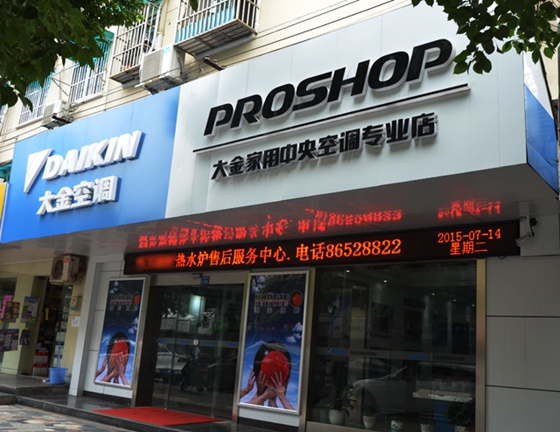 DAIKIN
大金空调
PROSHOP
大金家用中央空调专业店
热水炉售后服务中心.电话86528822
2015-07-14
星期二